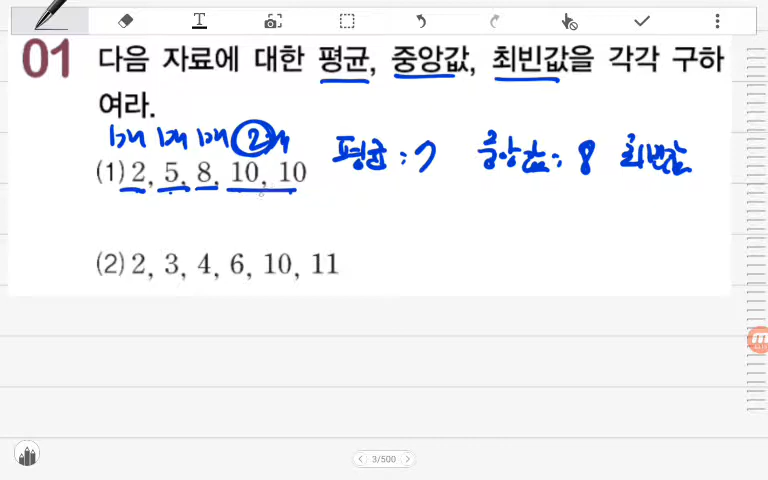 01 다음 자료에 대한 평균, 중앙값, 최빈값을 각각 구하
여라.
1개 1개 1개 2개
(1) 2, 5, 8, 10, 10 평균 : 7 중앙값 : 8 최빈값
(2) 2, 3, 4, 6, 10, 11
3/500